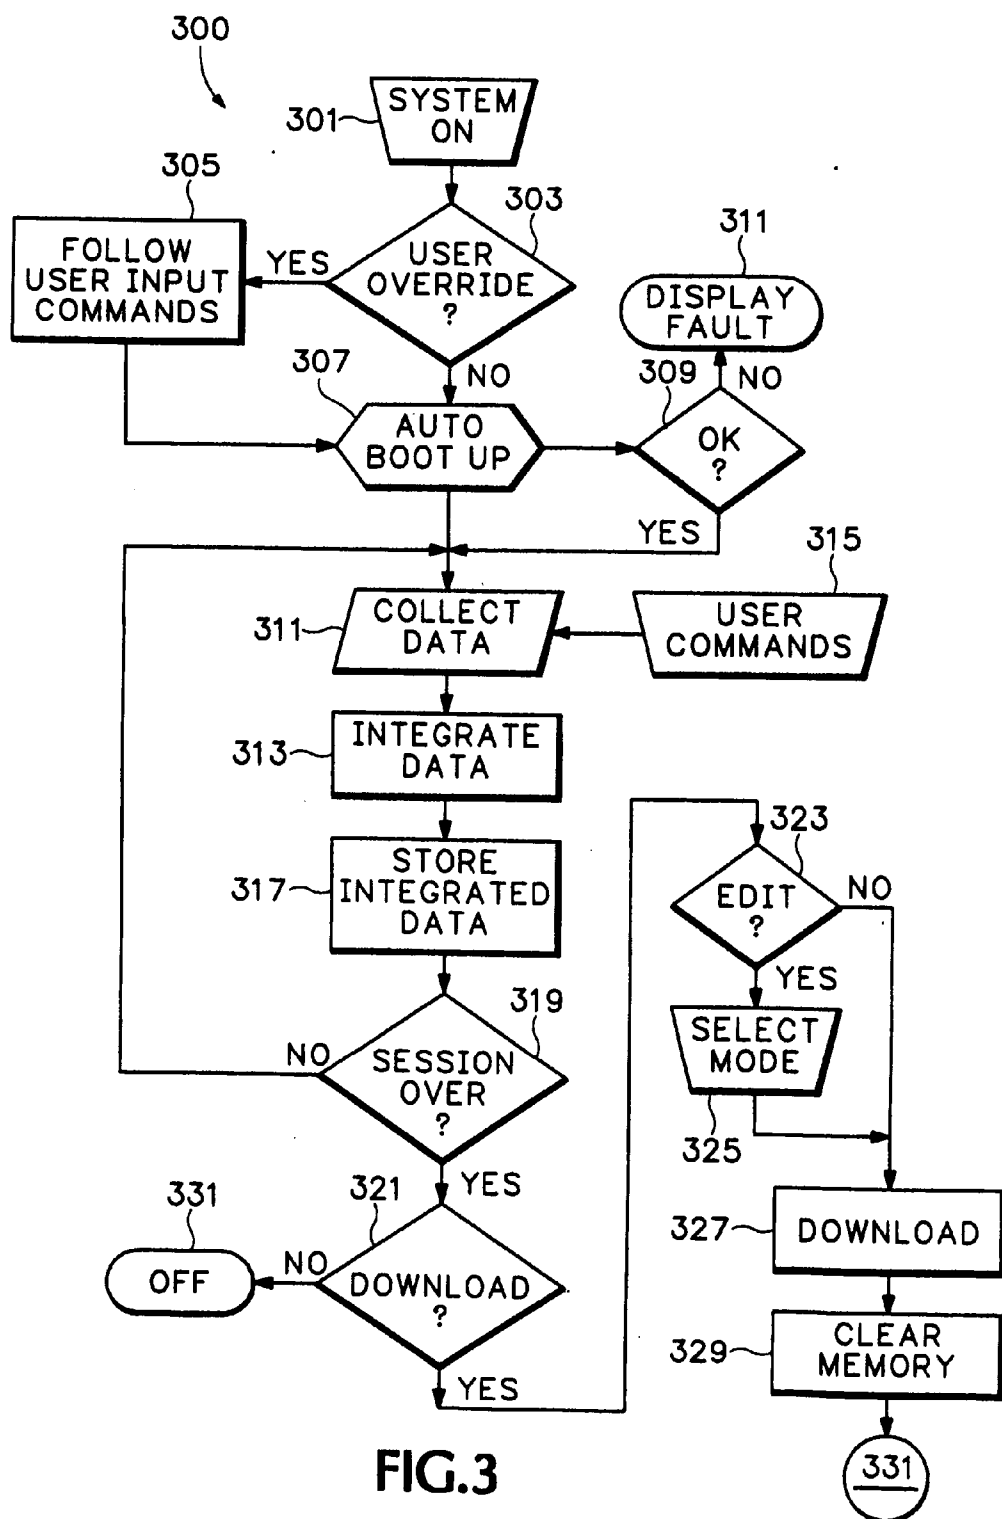 300
301
SYSTEM
ON
305
303
FOLLOW
USER INPUT
COMMANDS
YES
USER
OVERRIDE
?
311
DISPLAY
FAULT
307
NO
309
NO
AUTO
BOOT UP
OK
?
YES
315
311
COLLECT
DATA
USER
COMMANDS
313
INTEGRATE
DATA
323
317
STORE
INTEGRATED
DATA
EDIT
?
NO
YES
319
SELECT
MODE
NO
SESSION
OVER
?
325
331
321
YES
327
DOWNLOAD
OFF
NO
DOWNLOAD
?
329
CLEAR
MEMORY
YES
FIG.3
331